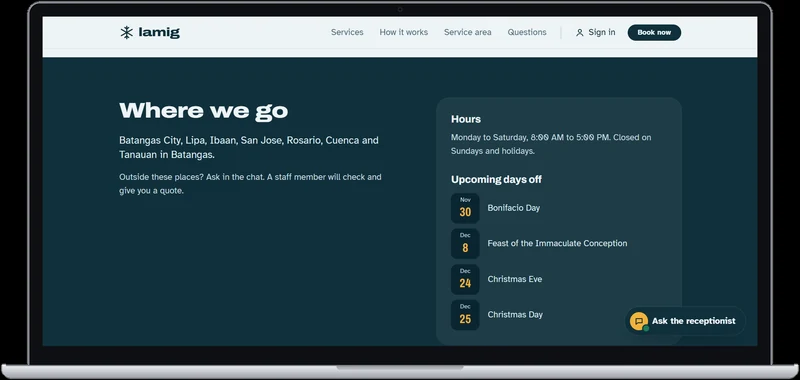 lamig
Services
How it works
Service area
Questions
Sign in
Book now
Where we go
Batangas City, Lipa, Ibaan, San Jose, Rosario, Cuenca and
Tanauan in Batangas.
Outside these places? Ask in the chat. A staff member will check and
give you a quote.
Hours
Monday to Saturday, 8:00 AM to 5:00 PM. Closed on
Sundays and holidays.
Upcoming days off
Nov
30
Bonifacio Day
Dec
8
Feast of the Immaculate Conception
Dec
24
Christmas Eve
Dec
25
Christmas Day
Ask the receptionist